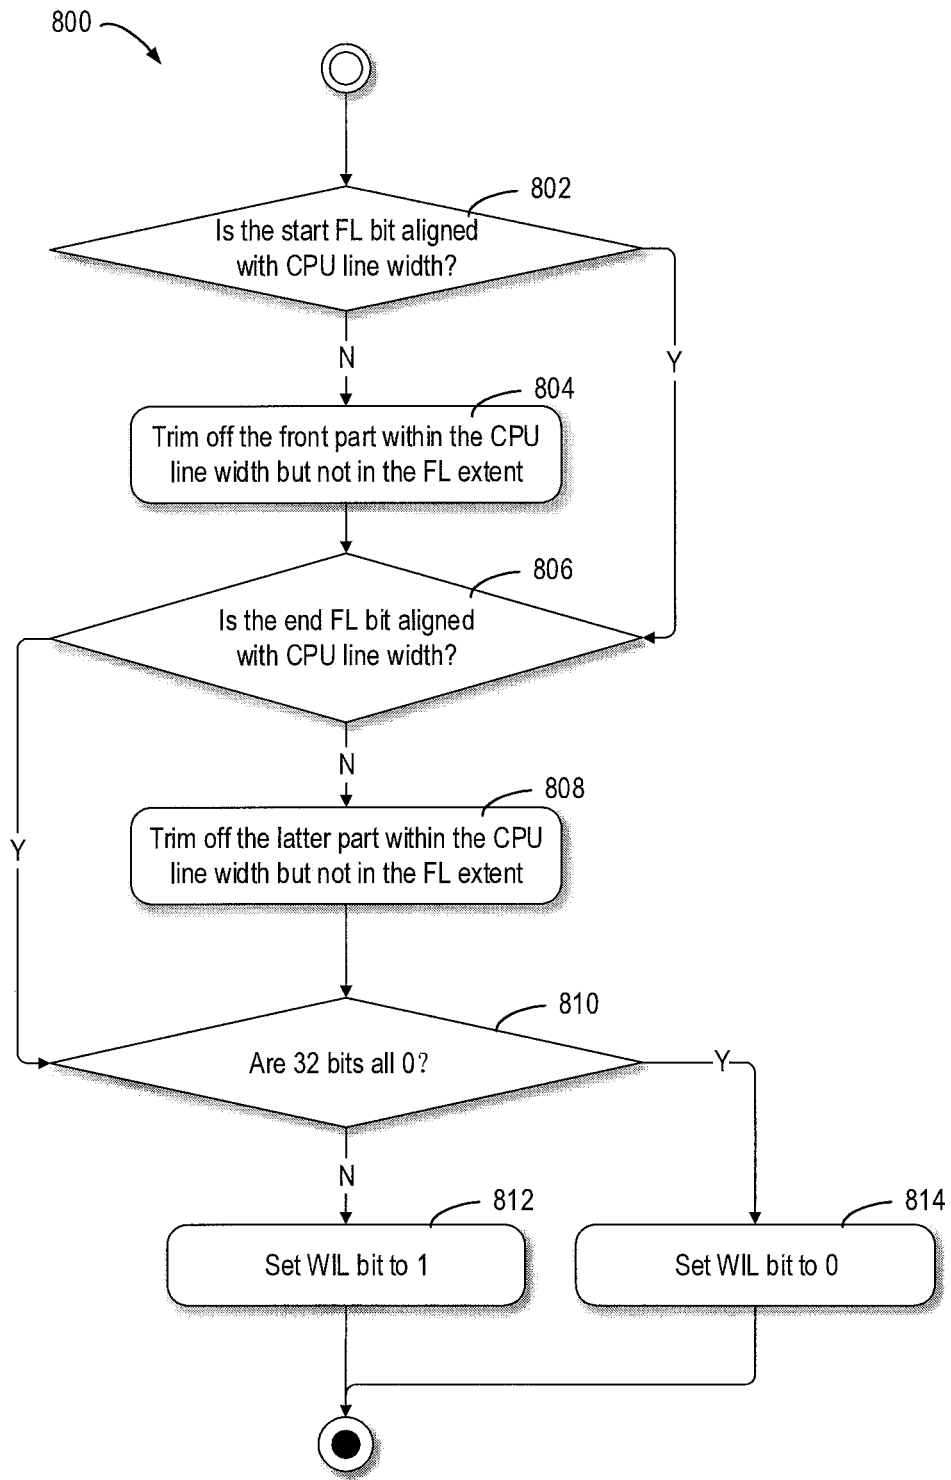 800
802
Is the start FL bit aligned
with CPU line width?
N
Y
804
Trim off the front part within the CPU
line width but not in the FL extent
806
Is the end FL bit aligned
with CPU line width?
N
808
Y
Trim off the latter part within the CPU
line width but not in the FL extent
810
Are 32 bits all 0?
Y
N
812
814
Set WIL bit to 1
Set WIL bit to 0